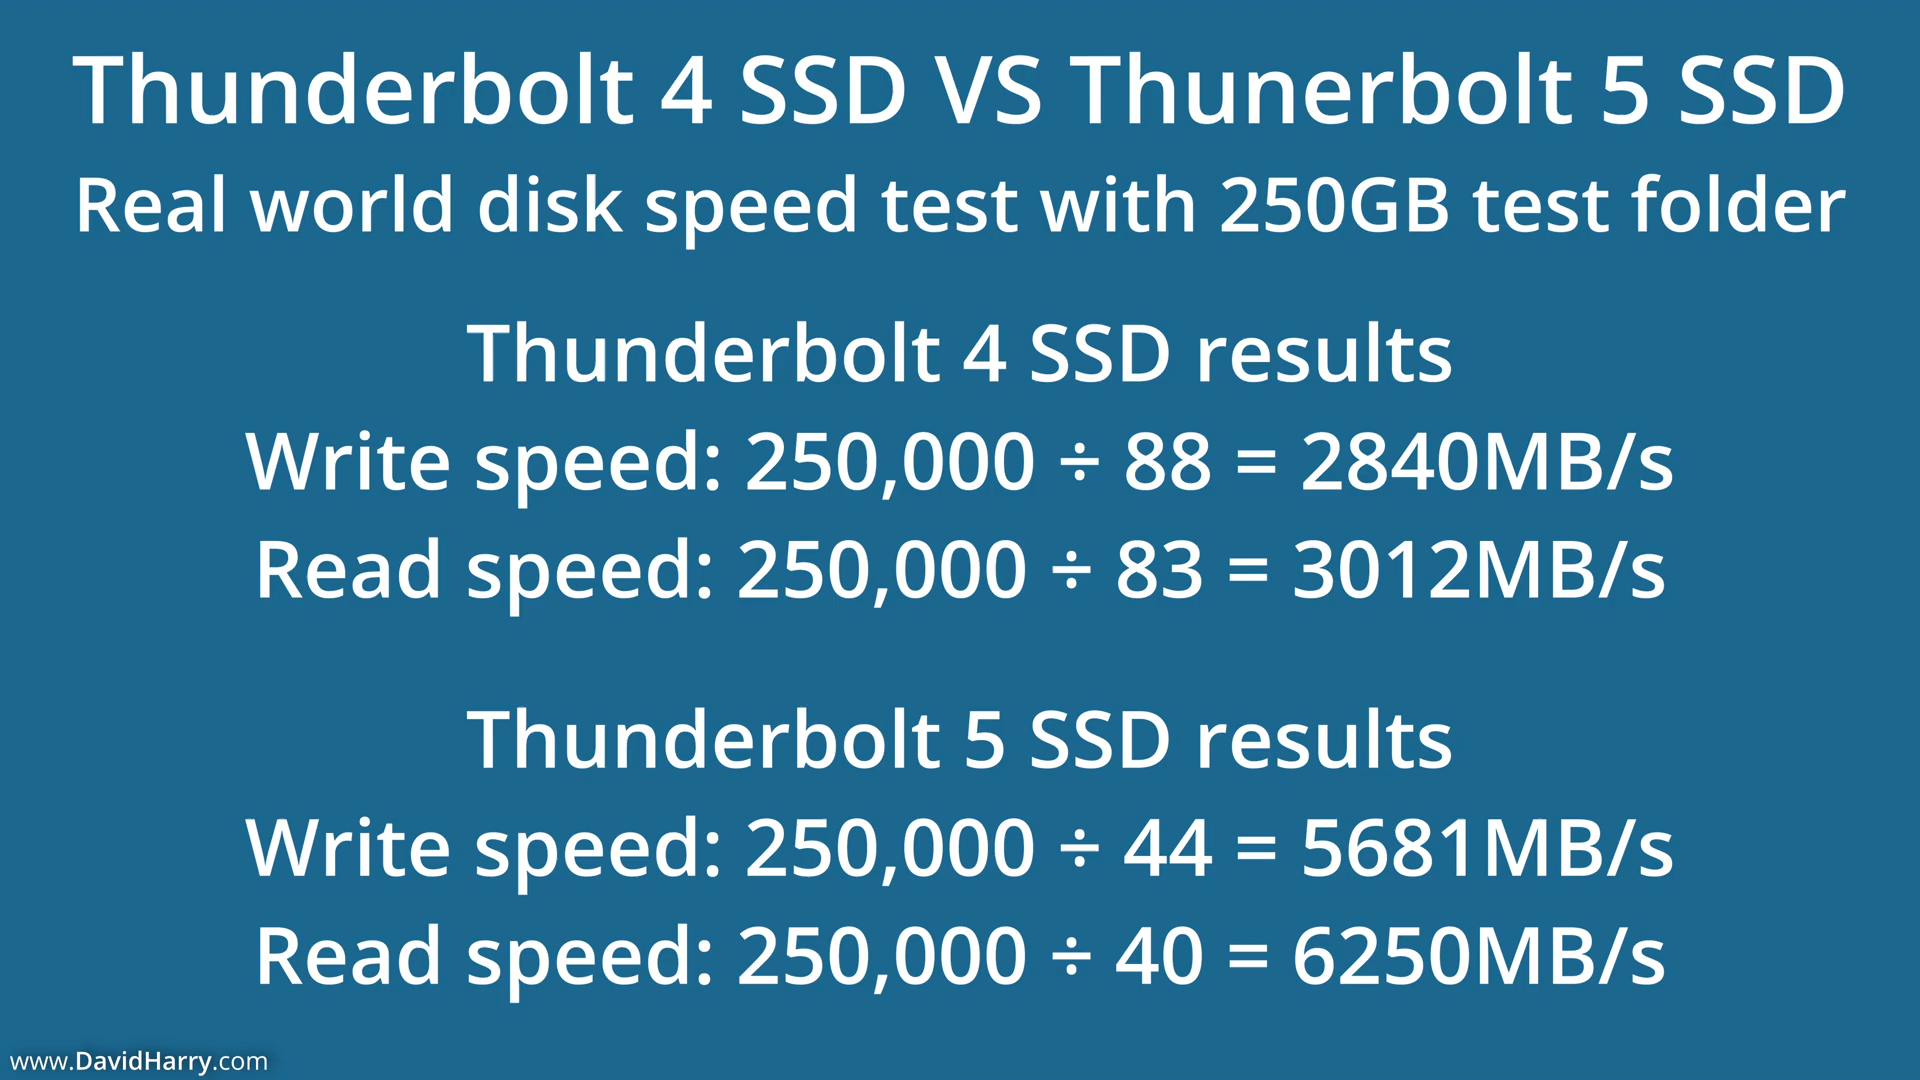 Thunderbolt 4 SSD VS Thunerbolt 5 SSD
Real world disk speed test with 250GB test folder
Thunderbolt 4 SSD results
Write speed: 250,000 ÷ 88 = 2840MB/s
Read speed: 250,000 ÷ 83 = 3012MB/s
Thunderbolt 5 SSD results
Write speed: 250,000 ÷ 44 = 5681MB/s
Read speed: 250,000 ÷ 40 = 6250MB/s
www.DavidHarry.com